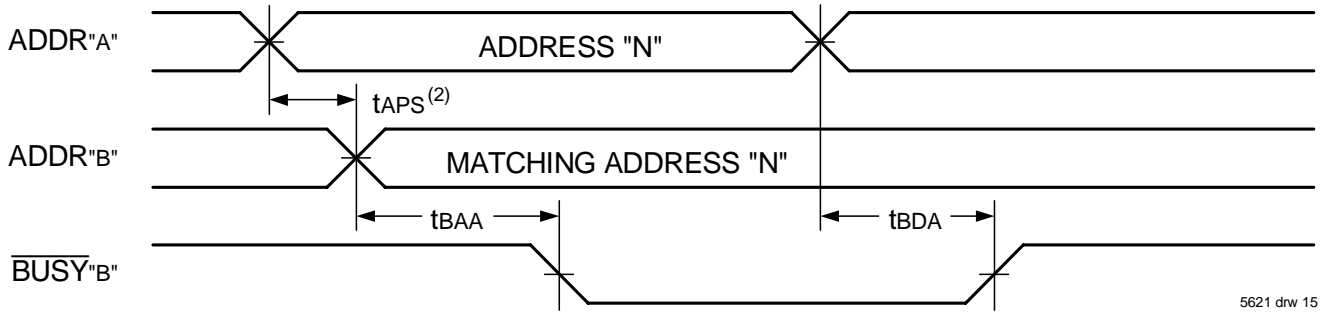 ADDR"A"
ADDRESS "N"
tAPS(2)
ADDR"B"
MATCHING ADDRESS "N"
tBAA
tBDA
BUSY"B"
5621 drw 15